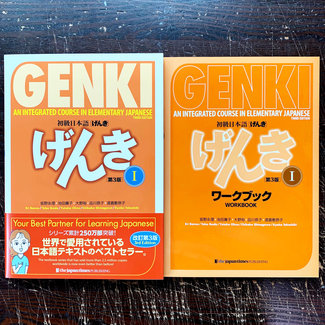 GENKI
AN INTEGRATED COURSE IN ELEMENTARY JAPANESE
THIRD EDITION
初級日本語 [げんき]
げんき
第3版
I
Your Best Partner for Learning Japanese
シリーズ累計250万部突破!
世界で愛用されている
日本語テキストのベストセラー。
改訂第3版
3rd Edition
the japan times PUBLISHING
GENKI
AN INTEGRATED COURSE IN ELEMENTARY JAPANESE
THIRD EDITION
初級日本語 [げんき]
げんき
第3版
I
ワークブック
WORKBOOK
the japan times PUBLISHING